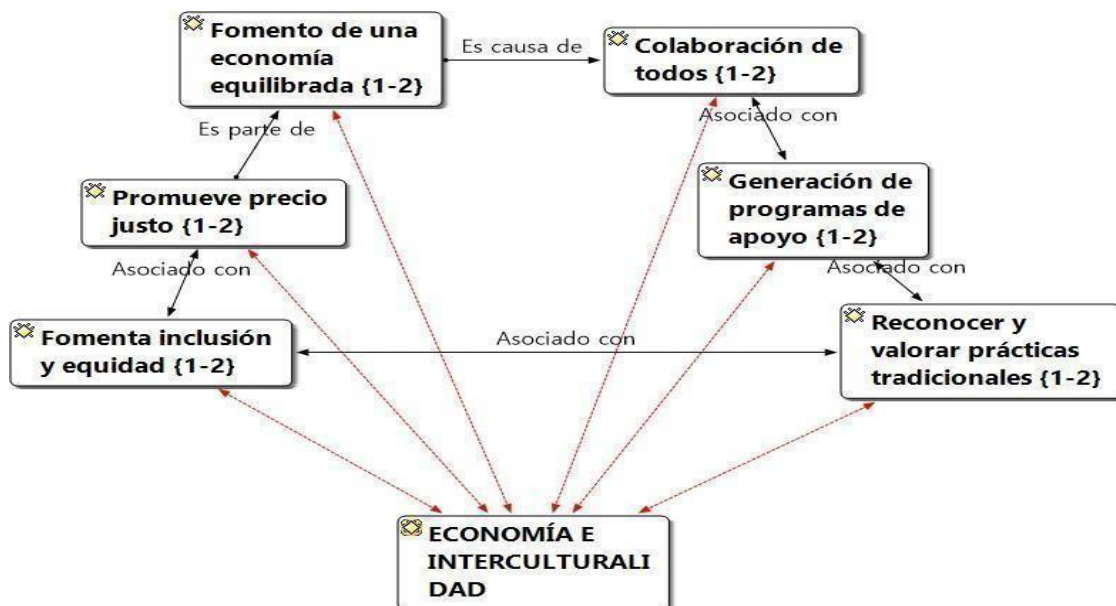 Fomento de una
economía
equilibrada {1-2}
Es causa de
Colaboración de
todos {1-2}
Es parte de
Asociado con
Promueve precio
justo {1-2}
Generación de
programas de
apoyo {1-2}
Asociado con
Asociado con
Fomenta inclusión
y equidad {1-2}
Asociado con
Reconocer y
valorar prácticas
tradicionales {1-2}
ECONOMÍA E
INTERCULTURALI
DAD